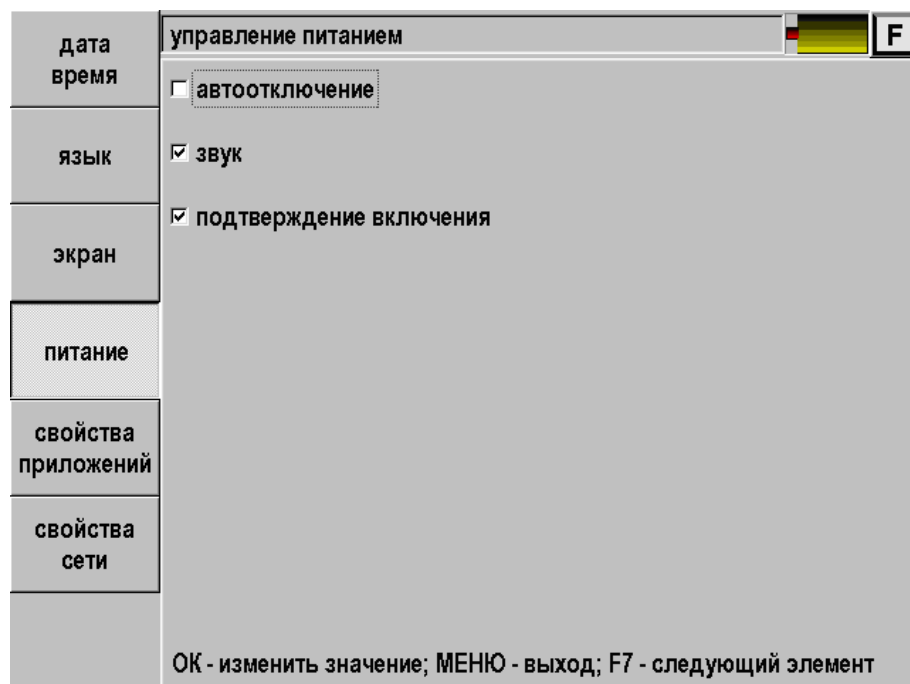 дата
время
язык
экран
питание
свойства
приложений
свойства
сети
управление питанием
F
автоотключение
звук
подтверждение включения
ОК - изменить значение; МЕНЮ - выход; F7 - следующий элемент